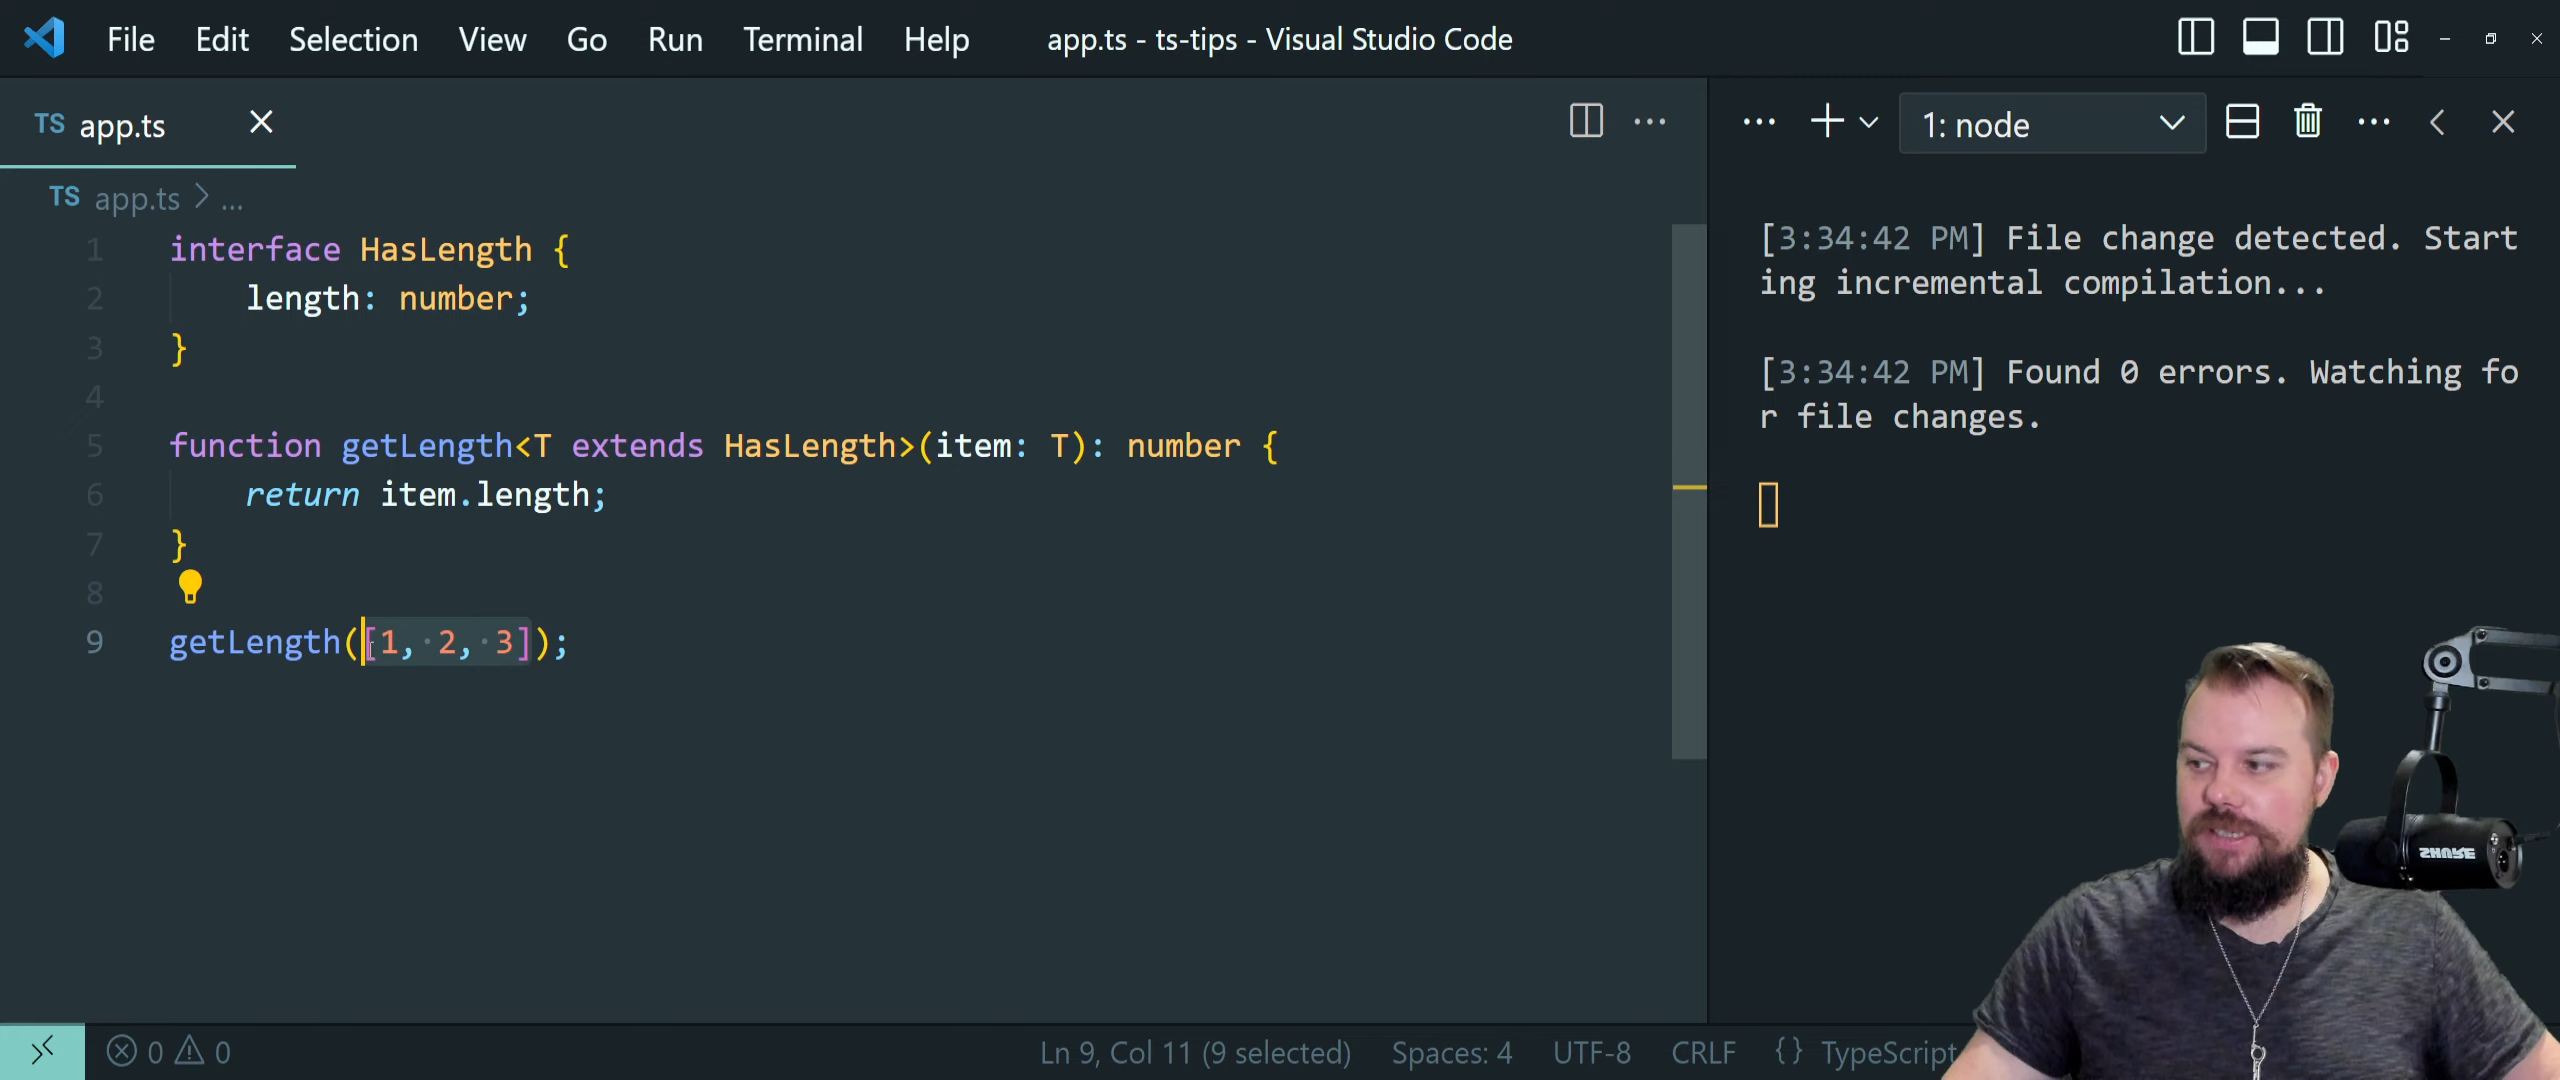 File Edit Selection View Go Run Terminal Help app.ts - ts-tips - Visual Studio Code
TS app.ts
1: node
TS app.ts > ...
1 interface HasLength {
2 length: number;
3 }
4
5 function getLength<T extends HasLength>(item: T): number {
6 return item.length;
7 }
8
9 getLength([1, 2, 3]);
[3:34:42 PM] File change detected. Start
ing incremental compilation...
[3:34:42 PM] Found 0 errors. Watching fo
r file changes.
SHURE
0 0 Ln 9, Col 11 (9 selected) Spaces: 4 UTF-8 CRLF {} TypeScript